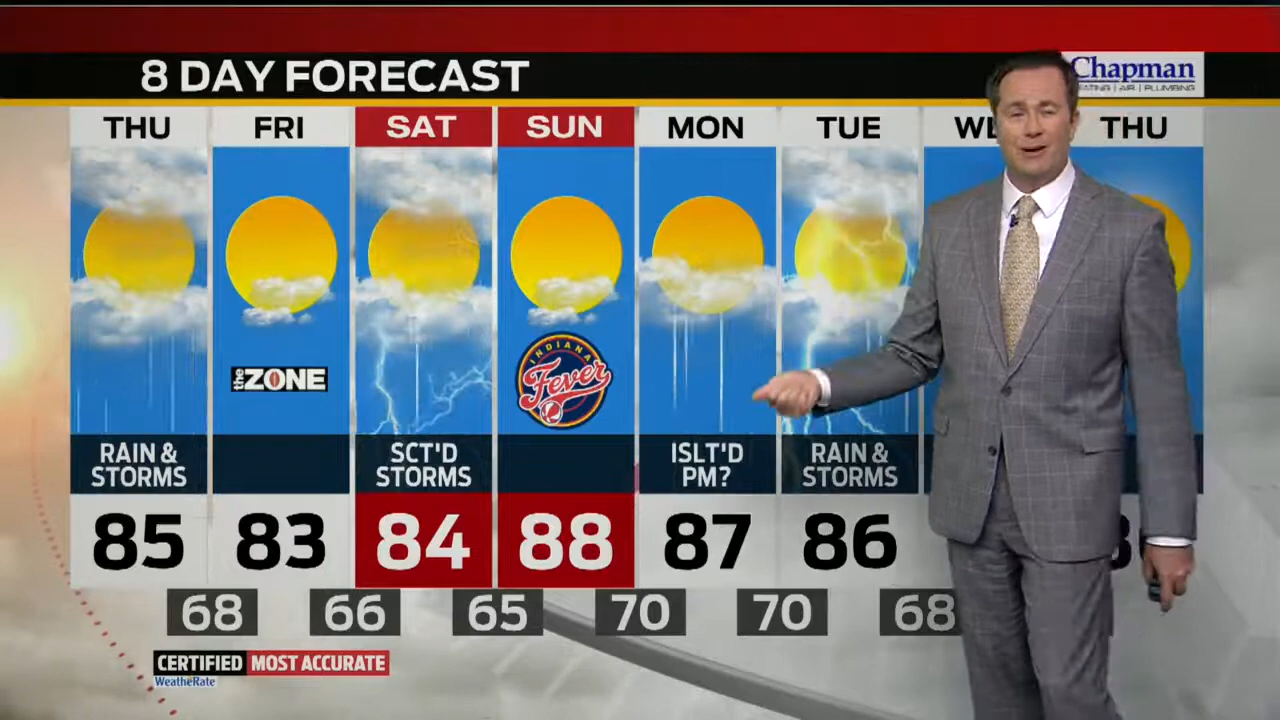 8 DAY FORECAST
Chapman
ATING | AIR | PLUMBING
THU FRI SAT SUN MON TUE WE THU
the ZONE
INDIANA
Fever
RAIN &
STORMS
SCT'D
STORMS
ISLT'D
PM?
RAIN &
STORMS
85 83 84 88 87 86
68 66 65 70 70 68
CERTIFIED MOST ACCURATE
WeatheRate